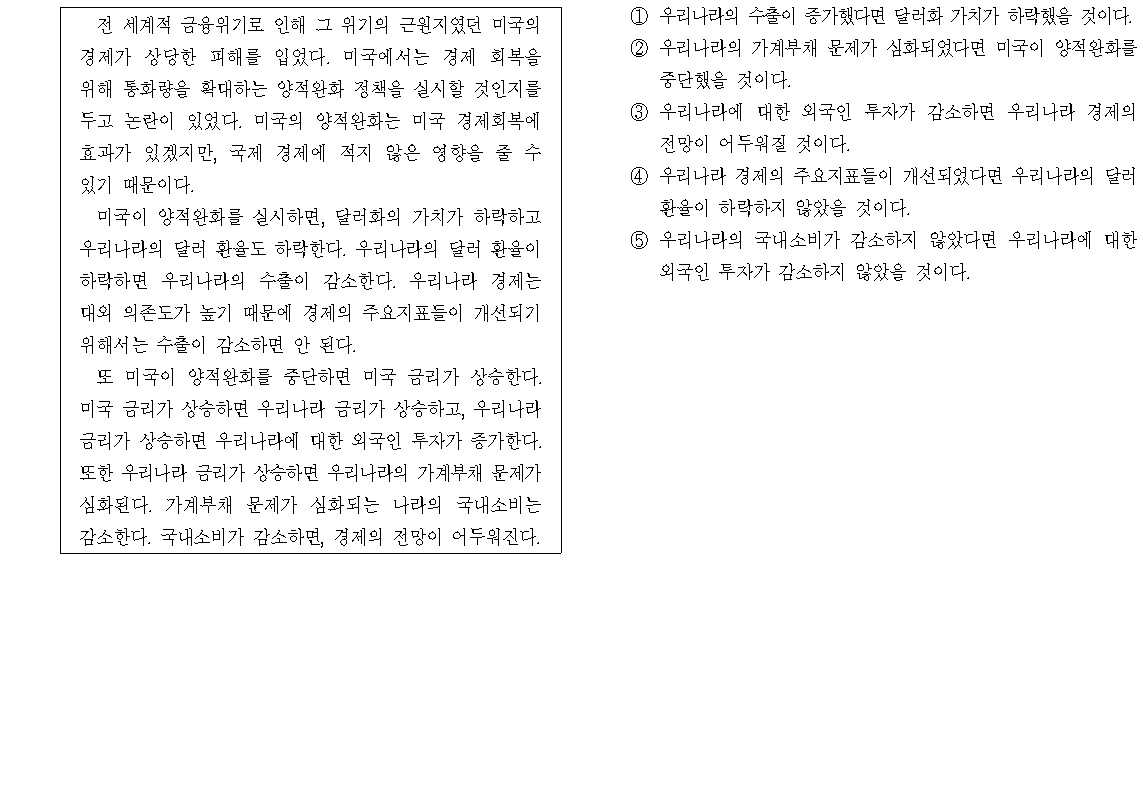 전 세계적 금융위기로 인해 그 위기의 근원지였던 미국의
경제가 상당한 피해를 입었다. 미국에서는 경제 회복을
위해 통화량을 확대하는 양적완화 정책을 실시할 것인지를
두고 논란이 있었다. 미국의 양적완화는 미국 경제회복에
효과가 있겠지만, 국제 경제에 적지 않은 영향을 줄 수
있기 때문이다.
미국이 양적완화를 실시하면, 달러화의 가치가 하락하고
우리나라의 달러 환율도 하락한다. 우리나라의 달러 환율이
하락하면 우리나라의 수출이 감소한다. 우리나라 경제는
대외 의존도가 높기 때문에 경제의 주요지표들이 개선되기
위해서는 수출이 감소하면 안 된다.
또 미국이 양적완화를 중단하면 미국 금리가 상승한다.
미국 금리가 상승하면 우리나라 금리가 상승하고, 우리나라
금리가 상승하면 우리나라에 대한 외국인 투자가 증가한다.
또한 우리나라 금리가 상승하면 우리나라의 가계부채 문제가
심화된다. 가계부채 문제가 심화되는 나라의 국내소비는
감소한다. 국내소비가 감소하면, 경제의 전망이 어두워진다.
① 우리나라의 수출이 증가했다면 달러화 가치가 하락했을 것이다.
② 우리나라의 가계부채 문제가 심화되었다면 미국이 양적완화를
중단했을 것이다.
③ 우리나라에 대한 외국인 투자가 감소하면 우리나라 경제의
전망이 어두워질 것이다.
④ 우리나라 경제의 주요지표들이 개선되었다면 우리나라의 달러
환율이 하락하지 않았을 것이다.
⑤ 우리나라의 국내소비가 감소하지 않았다면 우리나라에 대한
외국인 투자가 감소하지 않았을 것이다.